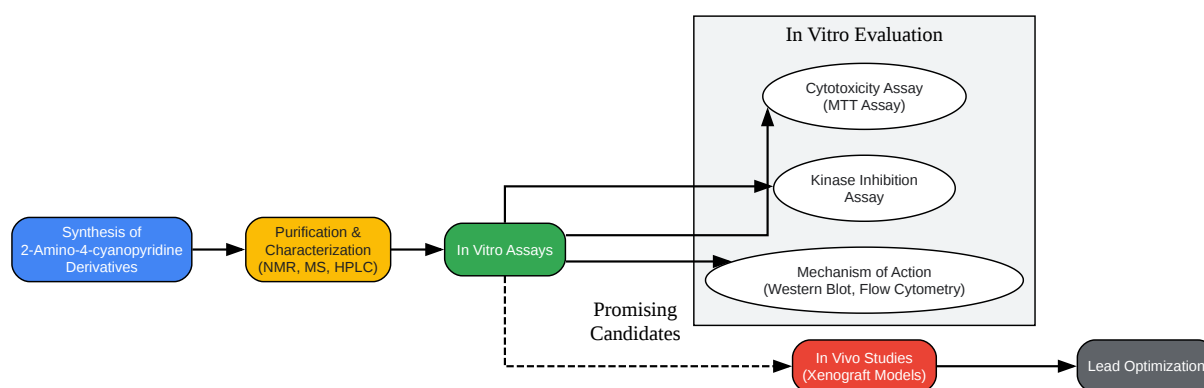 Synthesis of
2-Amino-4-cyanopyridine
Derivatives
Purification &
Characterization
(NMR, MS, HPLC)
In Vitro Assays
In Vitro Evaluation
Cytotoxicity Assay
(MTT Assay)
Kinase Inhibition
Assay
Mechanism of Action
(Western Blot, Flow Cytometry)
Promising
Candidates
In Vivo Studies
(Xenograft Models)
Lead Optimization